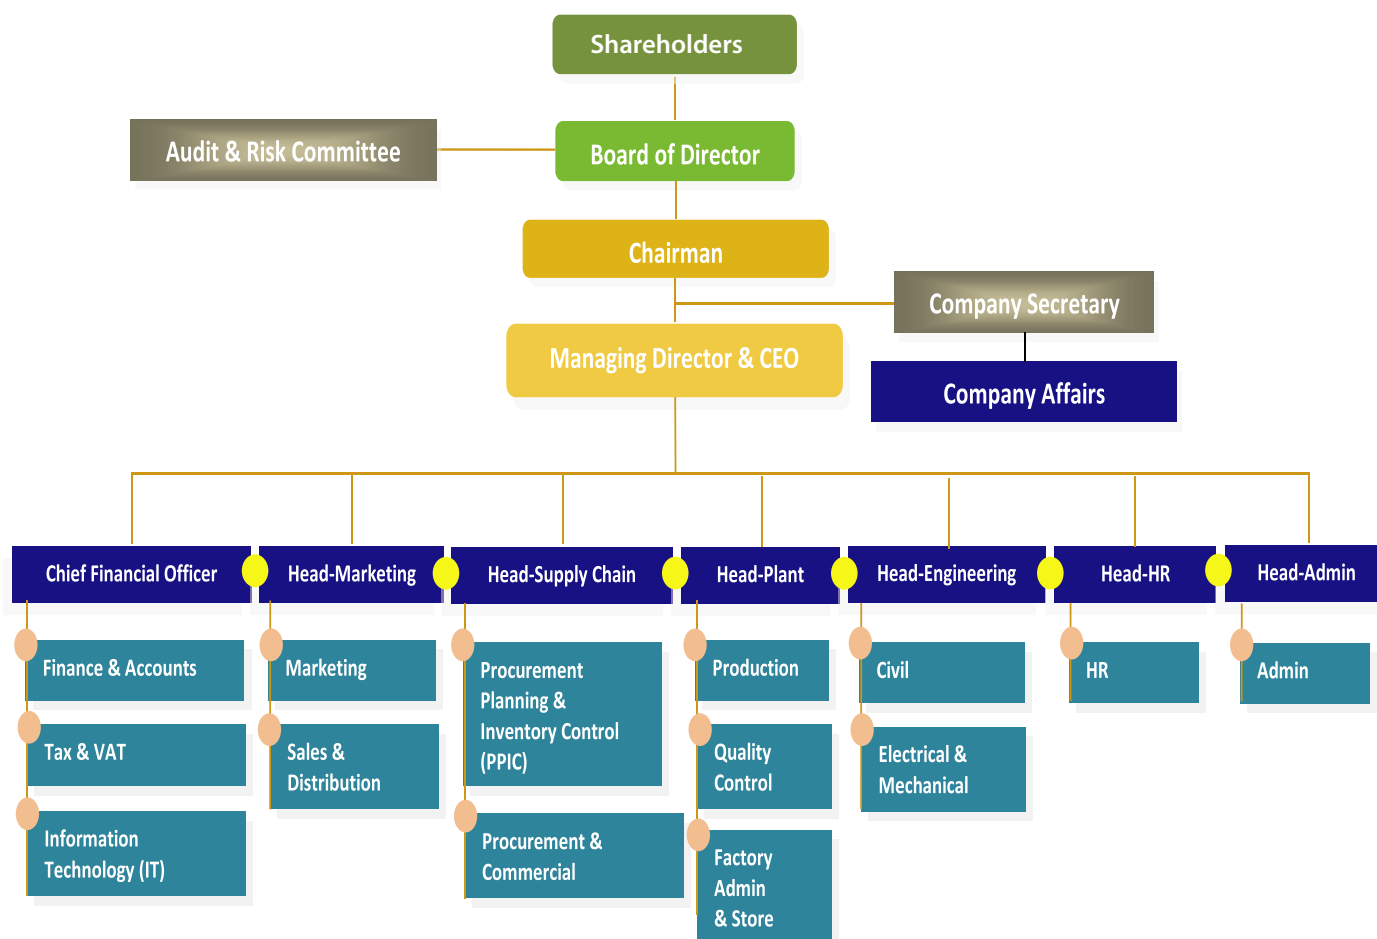 Shareholders
Audit & Risk Committee
Board of Director
Chairman
Company Secretary
Managing Director & CEO
Company Affairs
Chief Financial Officer
Head-Marketing
Head-Supply Chain
Head-Plant
Head-Engineering
Head-HR
Head-Admin
Finance & Accounts
Tax & VAT
Information
Technology (IT)
Marketing
Sales &
Distribution
Procurement
Planning &
Inventory Control
(PPIC)
Procurement &
Commercial
Production
Quality
Control
Factory
Admin
& Store
Civil
Electrical &
Mechanical
HR
Admin